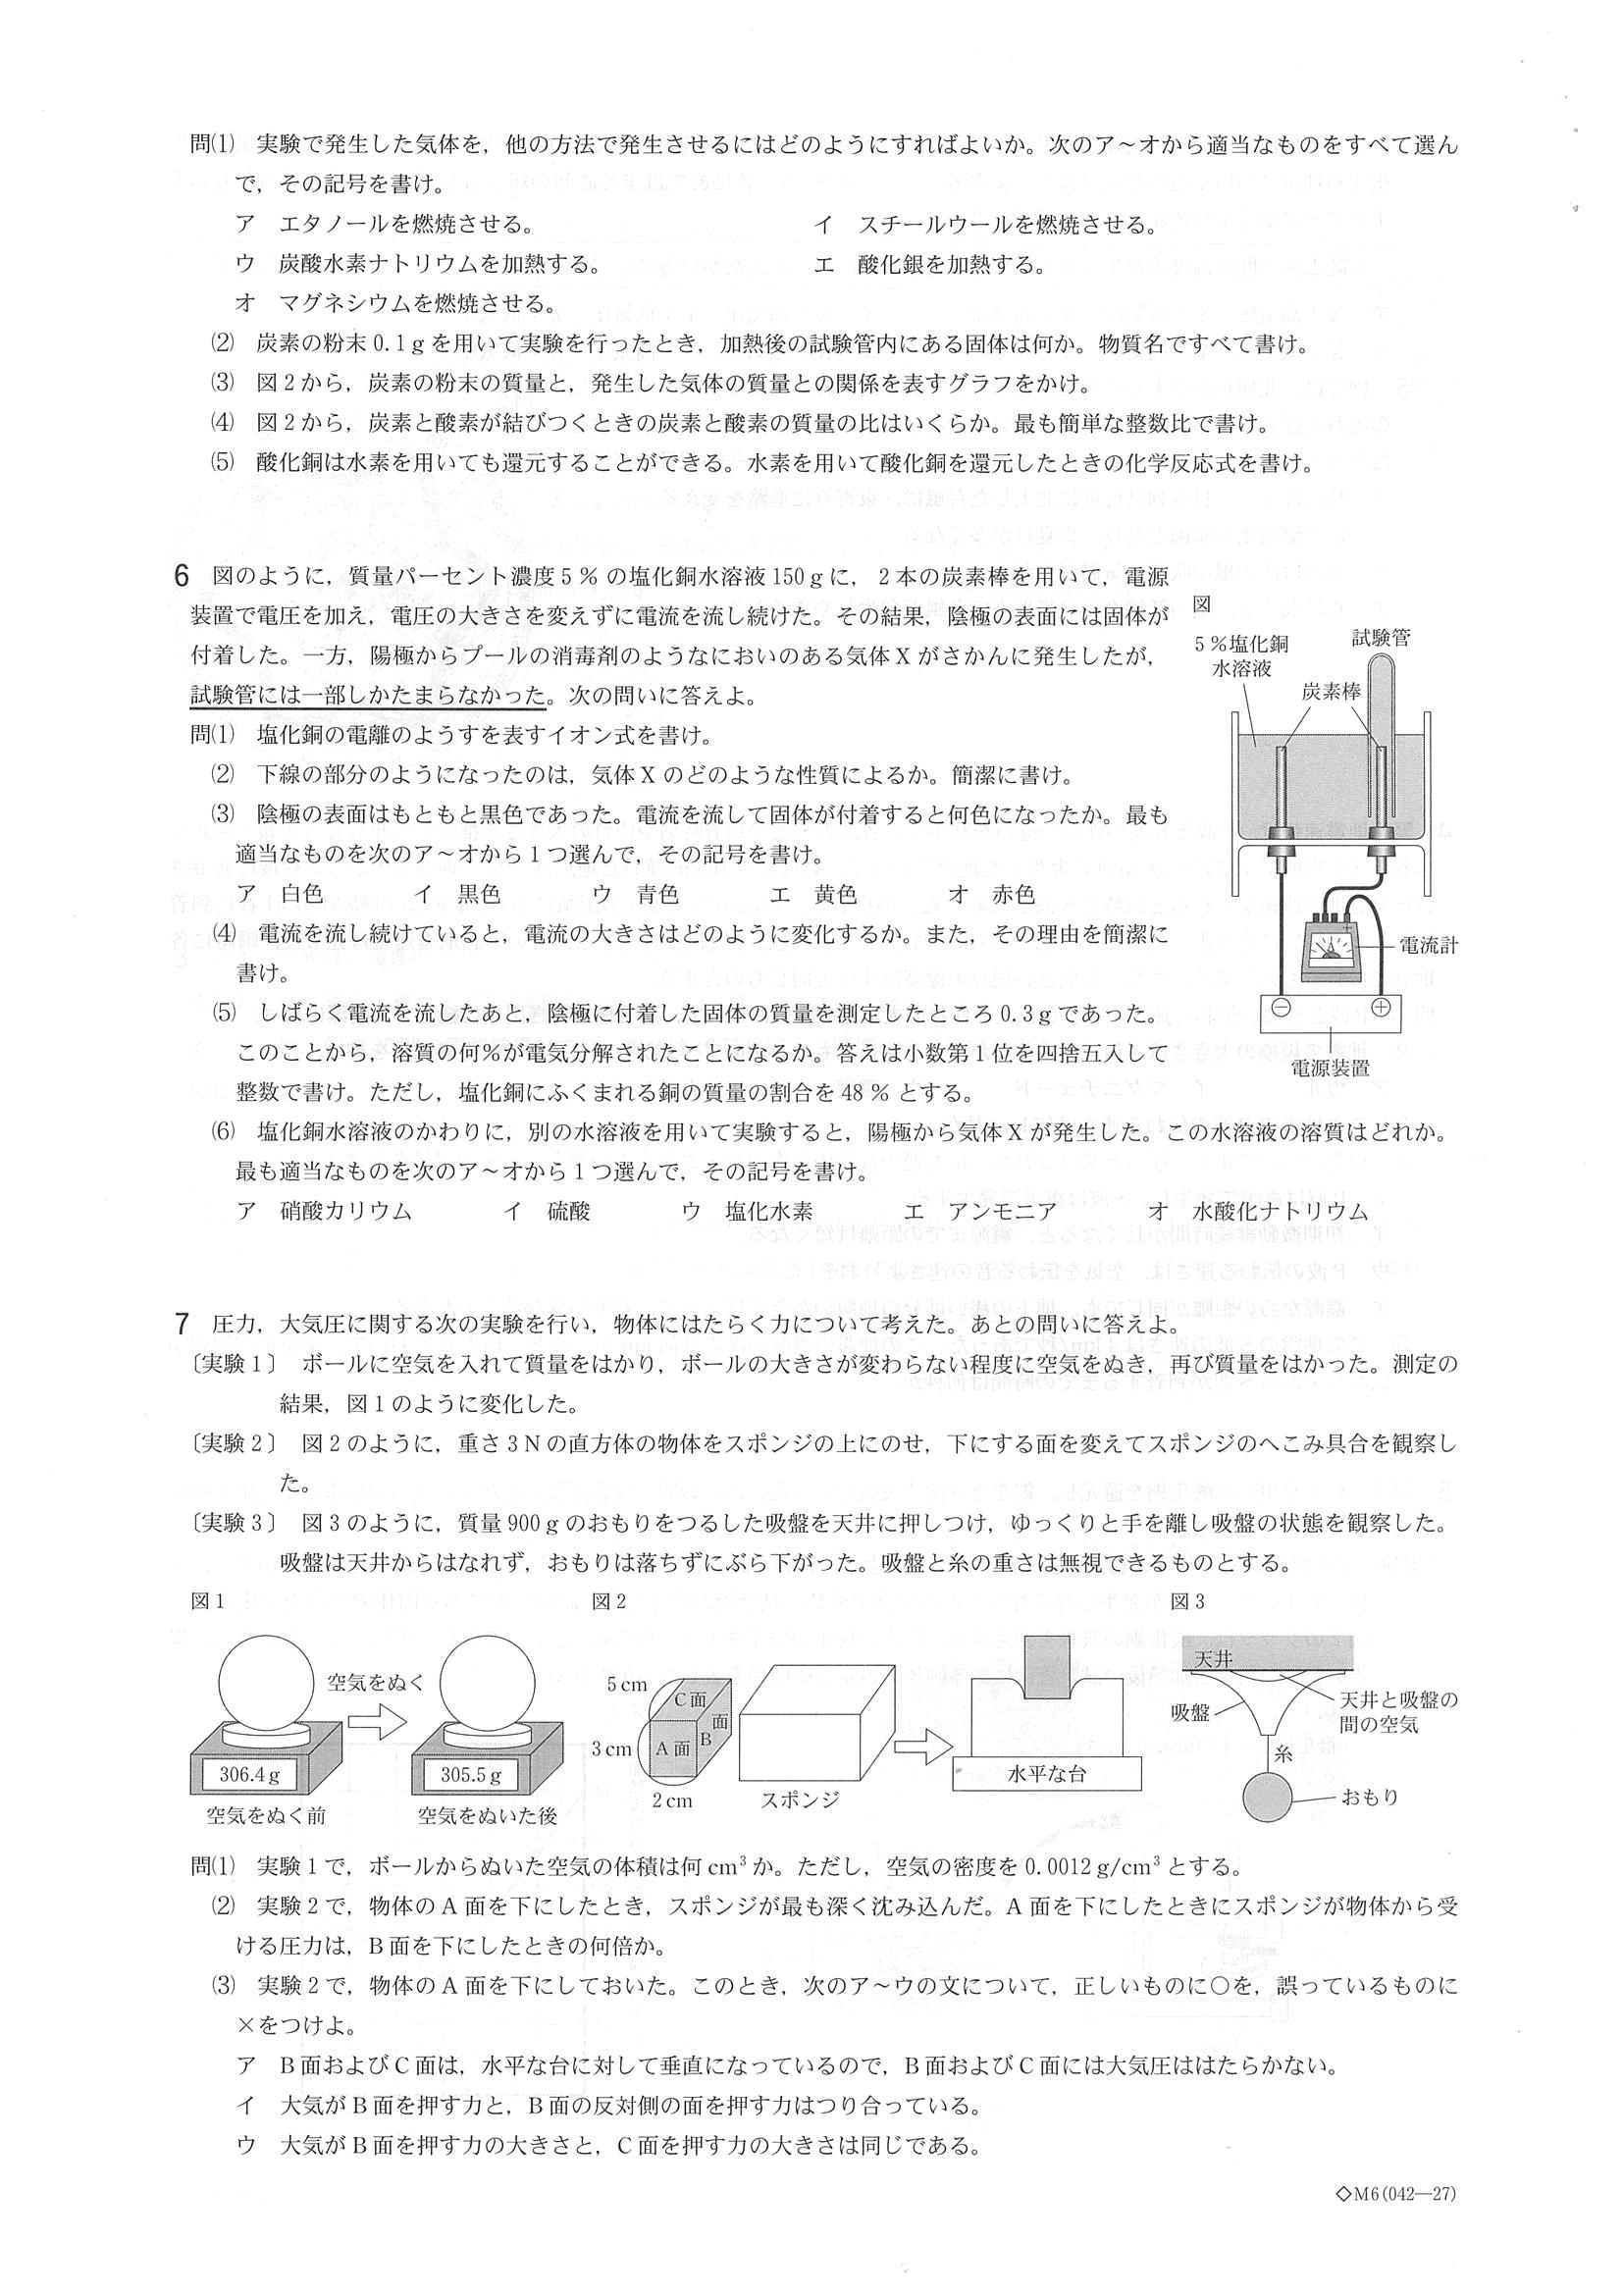 問⑴　実験で発生した気体を，他の方法で発生させるにはどのようにすればよいか。次のア～オから適当なものをすべて選ん
で，その記号を書け。
ア　エタノールを燃焼させる。　イ　スチールウールを燃焼させる。
ウ　炭酸水素ナトリウムを加熱する。　エ　酸化銀を加熱する。
オ　マグネシウムを燃焼させる。
⑵　炭素の粉末0.1gを用いて実験を行ったとき，加熱後の試験管内にある固体は何か。物質名ですべて書け。
⑶　図2から，炭素の粉末の質量と，発生した気体の質量との関係を表すグラフをかけ。
⑷　図2から，炭素と酸素が結びつくときの炭素と酸素の質量の比はいくらか。最も簡単な整数比で書け。
⑸　酸化銅は水素を用いても還元することができる。水素を用いて酸化銅を還元したときの化学反応式を書け。
6　図のように，質量パーセント濃度5％の塩化銅水溶液150gに，2本の炭素棒を用いて，電源
装置で電圧を加え，電圧の大きさを変えずに電流を流し続けた。その結果，陰極の表面には固体が
付着した。一方，陽極からプールの消毒剤のようなにおいのある気体Xがさかんに発生したが，
試験管には一部しかたまらなかった。次の問いに答えよ。
問⑴　塩化銅の電離のようすを表すイオン式を書け。
⑵　下線の部分のようになったのは，気体Xのどのような性質によるか。簡潔に書け。
⑶　陰極の表面はもともと黒色であった。電流を流して固体が付着すると何色になったか。最も
適当なものを次のア～オから1つ選んで，その記号を書け。
ア　白色　イ　黒色　ウ　青色　エ　黄色　オ　赤色
⑷　電流を流し続けていると，電流の大きさはどのように変化するか。また，その理由を簡潔に
書け。
⑸　しばらく電流を流したあと，陰極に付着した固体の質量を測定したところ0.3gであった。
このことから，溶質の何％が電気分解されたことになるか。答えは小数第1位を四捨五入して
整数で書け。ただし，塩化銅にふくまれる銅の質量の割合を48％とする。
⑹　塩化銅水溶液のかわりに，別の水溶液を用いて実験すると，陽極から気体Xが発生した。この水溶液の溶質はどれか。
最も適当なものを次のア～オから1つ選んで，その記号を書け。
ア　硝酸カリウム　イ　硫酸　ウ　塩化水素　エ　アンモニア　オ　水酸化ナトリウム
図
5％塩化銅
水溶液
試験管
炭素棒
A
電流計
⊖　⊕
電源装置
7　圧力，大気圧に関する次の実験を行い，物体にはたらく力について考えた。あとの問いに答えよ。
〔実験1〕　ボールに空気を入れて質量をはかり，ボールの大きさが変わらない程度に空気をぬき，再び質量をはかった。測定の
結果，図1のように変化した。
〔実験2〕　図2のように，重さ3Nの直方体の物体をスポンジの上にのせ，下にする面を変えてスポンジのへこみ具合を観察し
た。
〔実験3〕　図3のように，質量900gのおもりをつるした吸盤を天井に押しつけ，ゆっくりと手を離し吸盤の状態を観察した。
吸盤は天井からはなれず，おもりは落ちずにぶら下がった。吸盤と糸の重さは無視できるものとする。
図1
空気をぬく
306.4g
305.5g
空気をぬく前
空気をぬいた後
図2
5cm
3cm
2cm
A面
B面
C面
スポンジ
水平な台
図3
天井
吸盤
天井と吸盤の
間の空気
糸
おもり
問⑴　実験1で，ボールからぬいた空気の体積は何cm³か。ただし，空気の密度を0.0012g/cm³とする。
⑵　実験2で，物体のA面を下にしたとき，スポンジが最も深く沈み込んだ。A面を下にしたときにスポンジが物体から受
ける圧力は，B面を下にしたときの何倍か。
⑶　実験2で，物体のA面を下にしておいた。このとき，次のア～ウの文について，正しいものに○を，誤っているものに
×をつけよ。
ア　B面およびC面は，水平な台に対して垂直になっているので，B面およびC面には大気圧ははたらかない。
イ　大気がB面を押す力と，B面の反対側の面を押す力はつり合っている。
ウ　大気がB面を押す力の大きさと，C面を押す力の大きさは同じである。
◇M6(042―27)